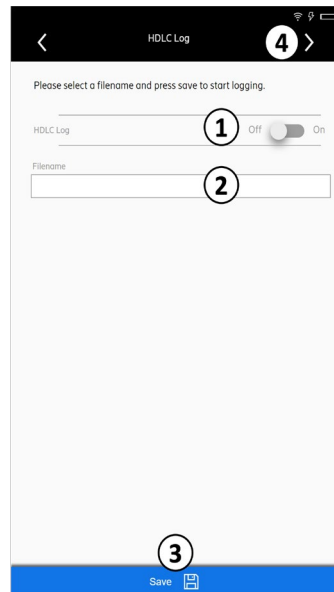 HDLC Log
4
Please select a filename and press save to start logging.
HDLC Log 1 Off On
Filename
2
3
Save